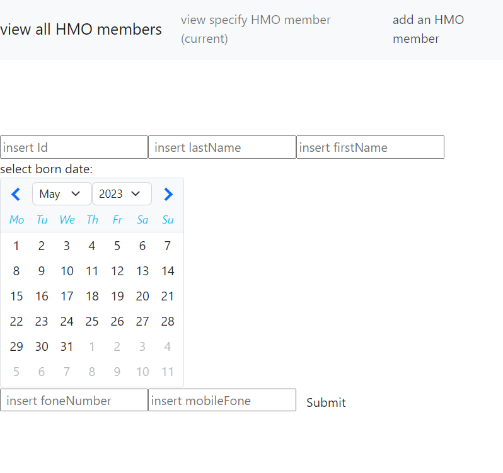 view all HMO members
view specify HMO member
(current)
add an HMO
member
insert Id insert lastName insert firstName
select born date:
May 2023
Mo Tu We Th Fr Sa Su
1 2 3 4 5 6 7
8 9 10 11 12 13 14
15 16 17 18 19 20 21
22 23 24 25 26 27 28
29 30 31 1 2 3 4
5 6 7 8 9 10 11
insert foneNumber insert mobileFone Submit